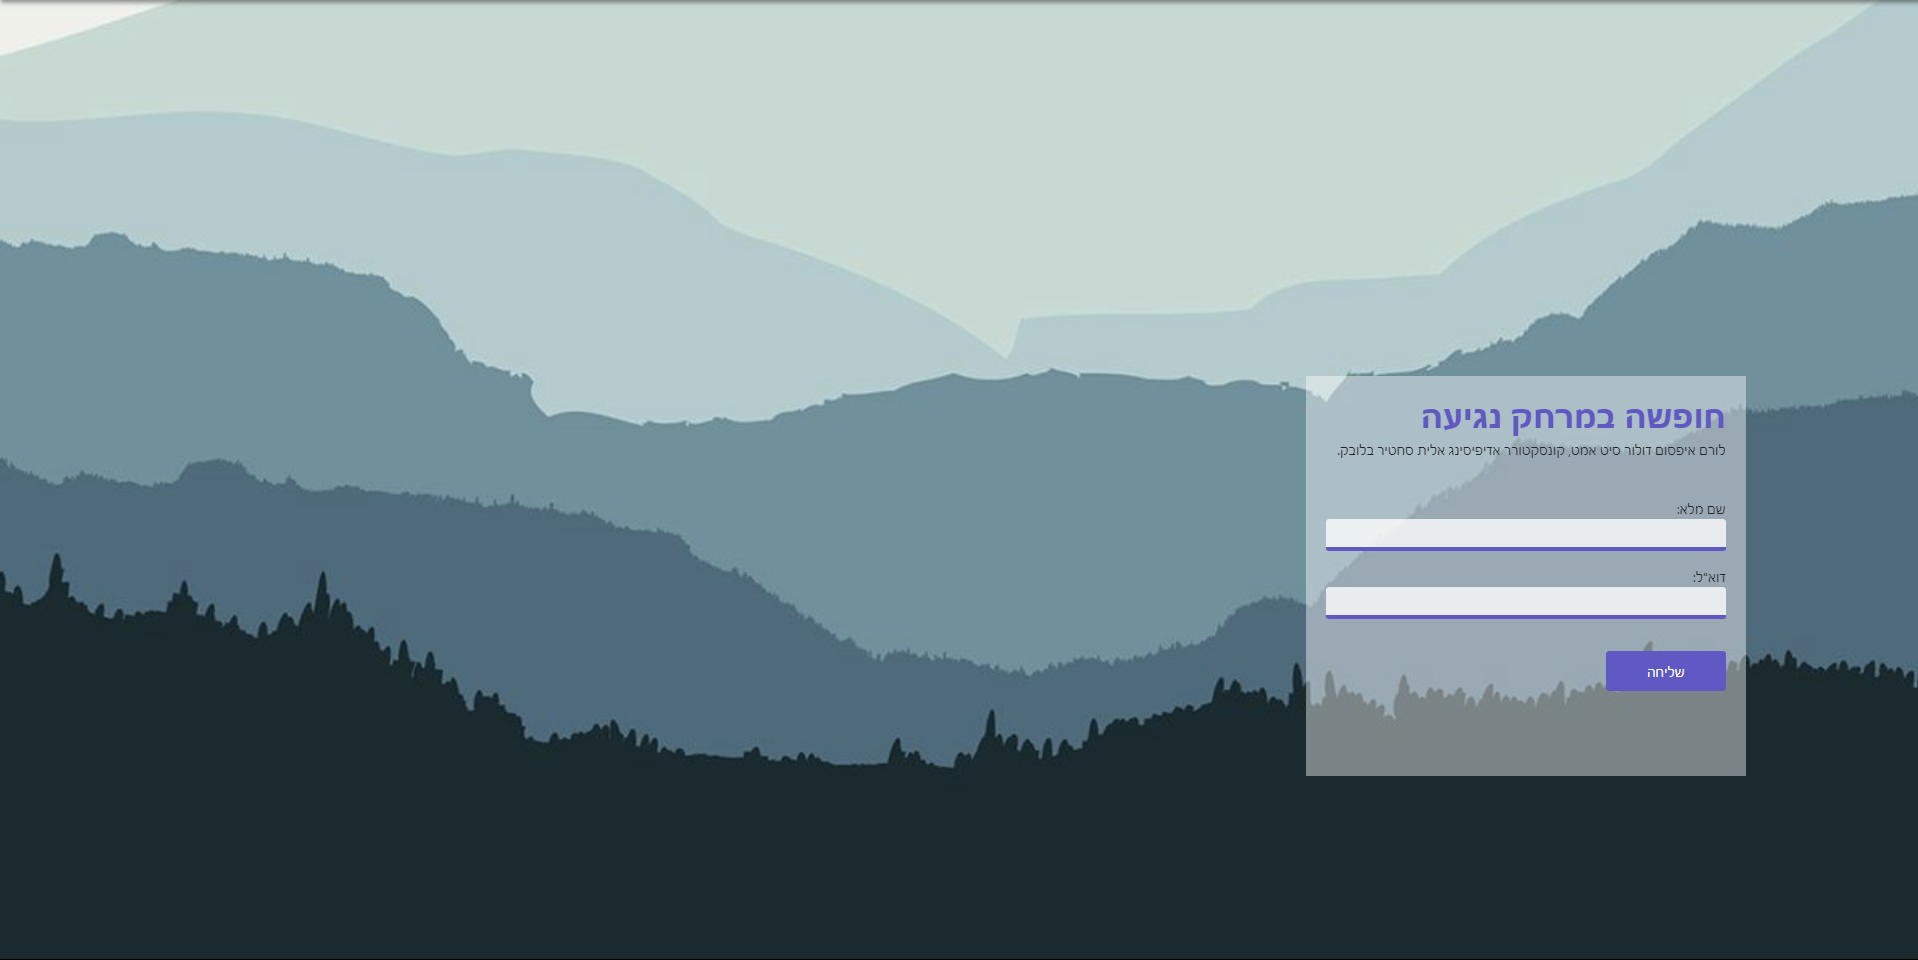 חופשה במרחק נגיעה
לורם איפסום דולור סיט אמט, קונסקטורר אדיפיסינג אלית סחטיר בלובק.
שם מלא:
דוא"ל:
שליחה